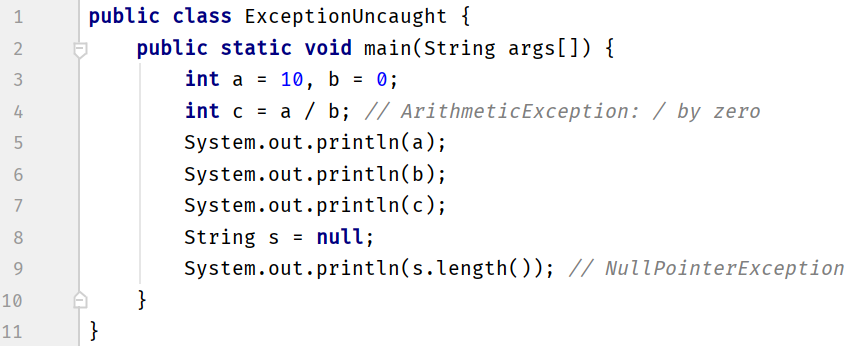 1 public class ExceptionUncaught {
2     public static void main(String args[]) {
3         int a = 10, b = 0;
4         int c = a / b; // ArithmeticException: / by zero
5         System.out.println(a);
6         System.out.println(b);
7         System.out.println(c);
8         String s = null;
9         System.out.println(s.length()); // NullPointerException
10     }
11 }